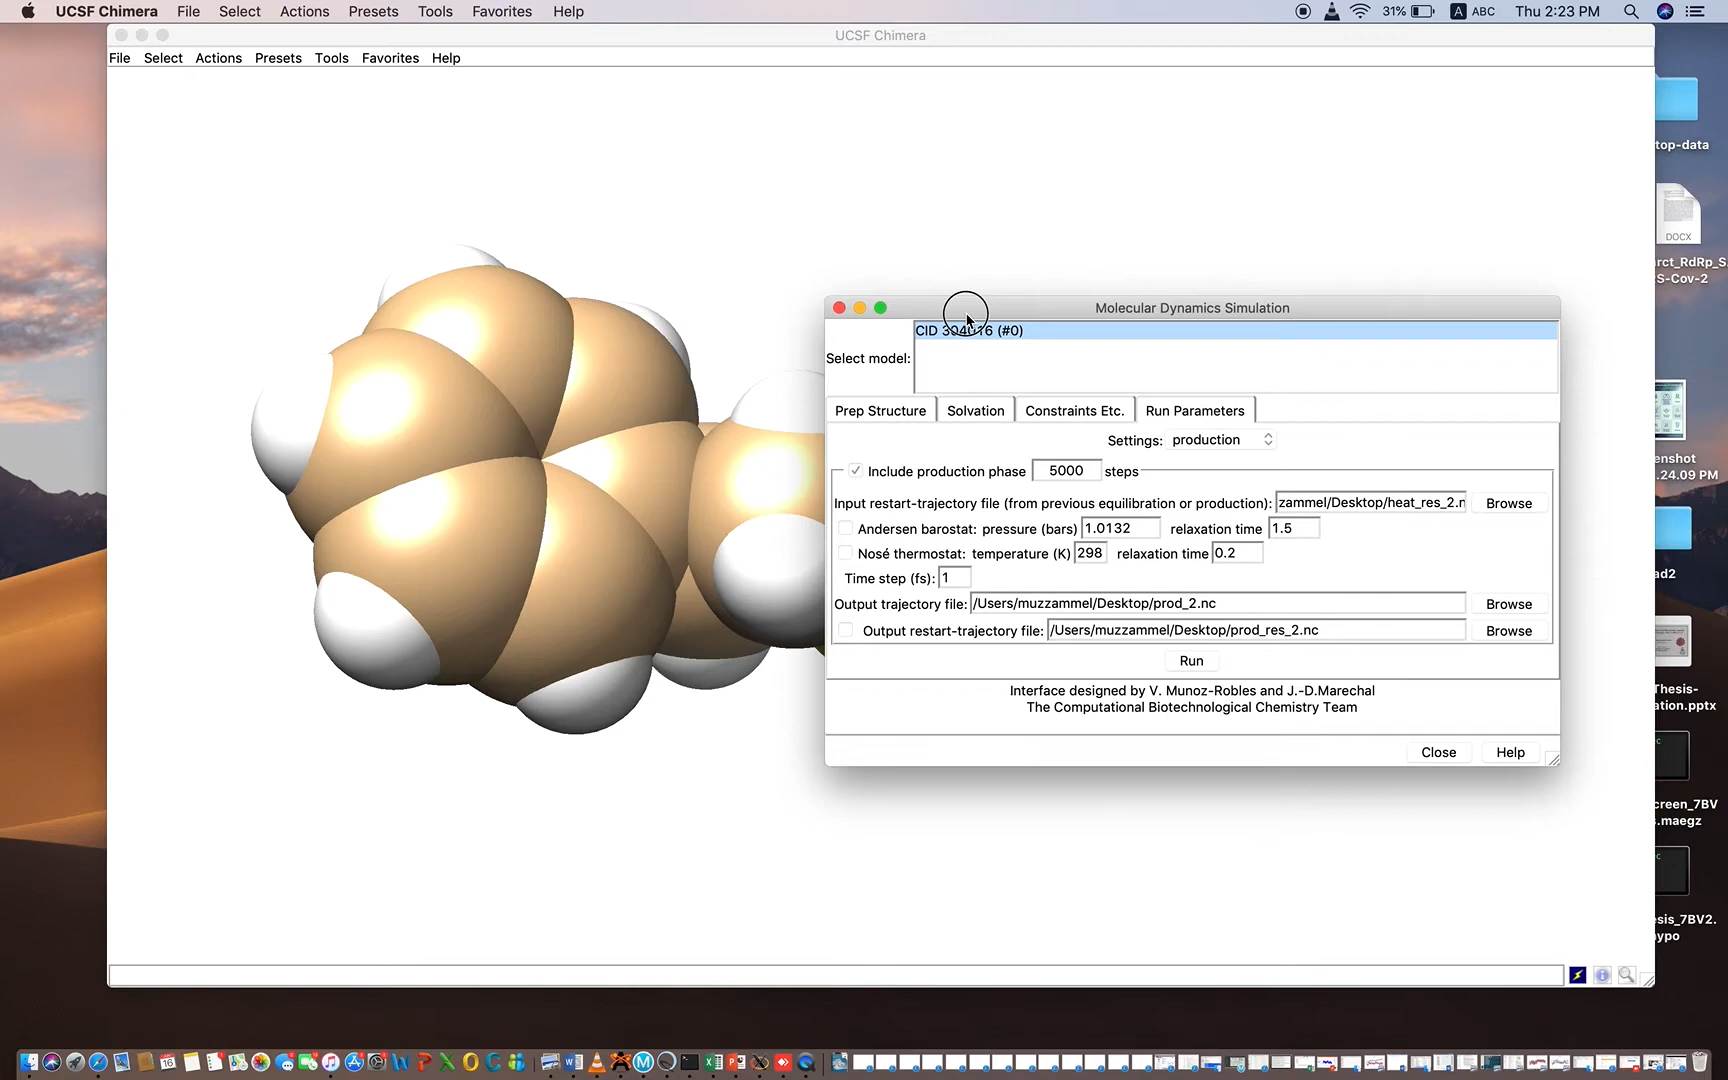 UCSF Chimera File Select Actions Presets Tools Favorites Help 31% A ABC Thu 2:23 PM
UCSF Chimera
File Select Actions Presets Tools Favorites Help
top-data
DOCX
arct_RdRp_S
S-Cov-2
enshot
.24.09 PM
ad2
Thesis-
ation.pptx
creen_7BV
.maegz
esis_7BV2.
ypo
Molecular Dynamics Simulation
CID 304016 (#0)
Select model:
Prep Structure Solvation Constraints Etc. Run Parameters
Settings: production
Include production phase 5000 steps
Input restart-trajectory file (from previous equilibration or production): zammel/Desktop/heat_res_2.n Browse
Andersen barostat: pressure (bars) 1.0132 relaxation time 1.5
Nosé thermostat: temperature (K) 298 relaxation time 0.2
Time step (fs): 1
Output trajectory file: /Users/muzzammel/Desktop/prod_2.nc Browse
Output restart-trajectory file: /Users/muzzammel/Desktop/prod_res_2.nc Browse
Run
Interface designed by V. Munoz-Robles and J.-D.Marechal
The Computational Biotechnological Chemistry Team
Close Help